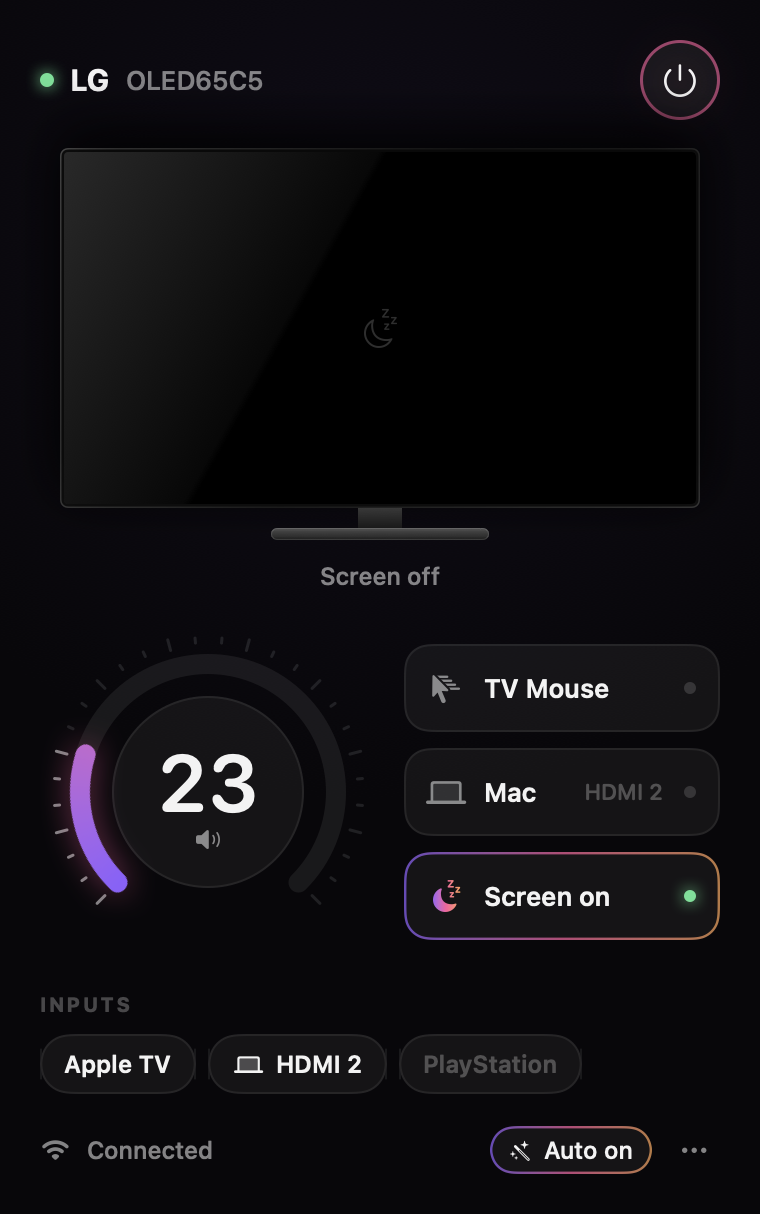 LG OLED65C5
Screen off
23
TV Mouse
Mac HDMI 2
Screen on
INPUTS
Apple TV HDMI 2 PlayStation
Connected Auto on